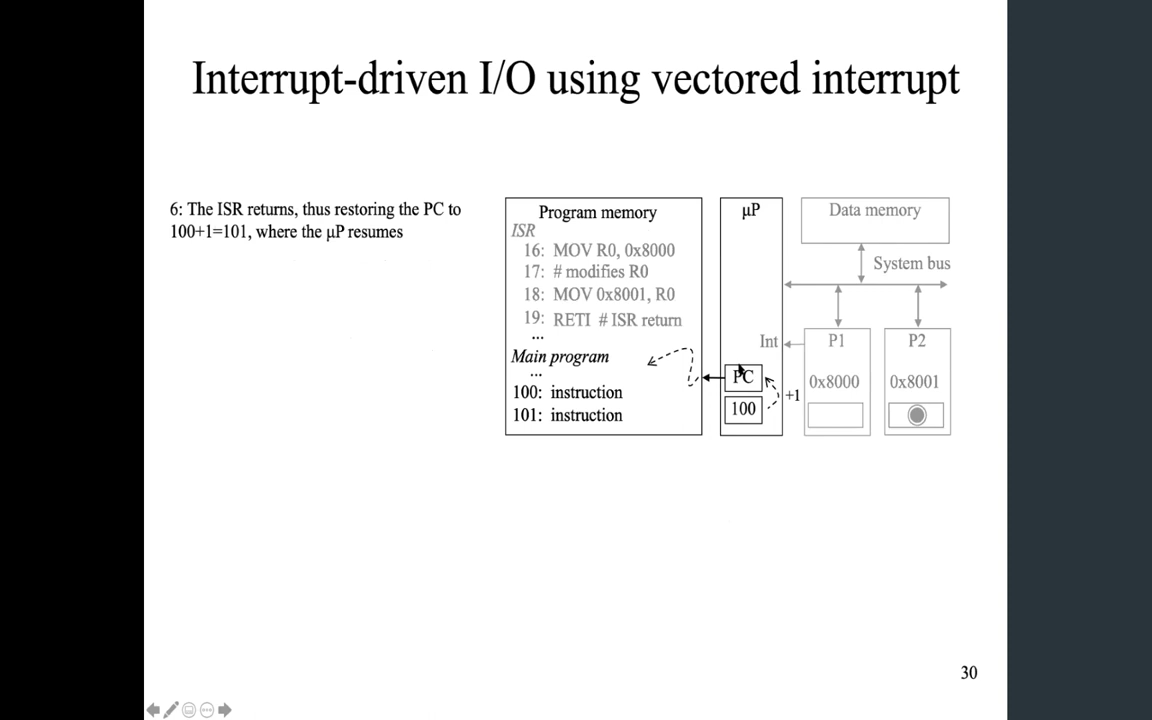 Interrupt-driven I/O using vectored interrupt
6: The ISR returns, thus restoring the PC to
100+1=101, where the μP resumes
Program memory
ISR
16: MOV R0, 0x8000
17: # modifies R0
18: MOV 0x8001, R0
19: RETI # ISR return
...
Main program
...
100: instruction
101: instruction
μP
Int
PC
100
+1
Data memory
System bus
P1
0x8000
P2
0x8001
30